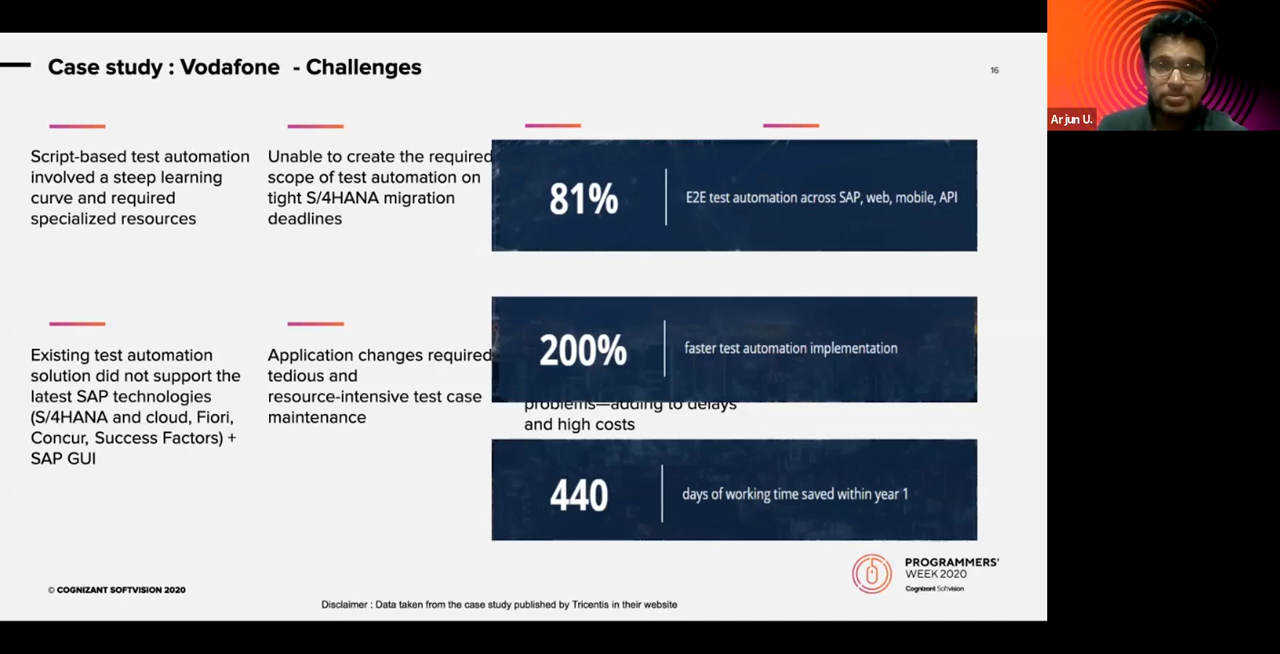 Case study : Vodafone - Challenges
16
Arjun U.
Script-based test automation
involved a steep learning
curve and required
specialized resources
Unable to create the required
scope of test automation on
tight S/4HANA migration
deadlines
81%
E2E test automation across SAP, web, mobile, API
Existing test automation
solution did not support the
latest SAP technologies
(S/4HANA and cloud, Fiori,
Concur, Success Factors) +
SAP GUI
Application changes required
tedious and
resource-intensive test case
maintenance
200%
faster test automation implementation
problems—adding to delays
and high costs
440
days of working time saved within year 1
PROGRAMMERS'
WEEK 2020
Cognizant Softvision
© COGNIZANT SOFTVISION 2020
Disclaimer : Data taken from the case study published by Tricentis in their website